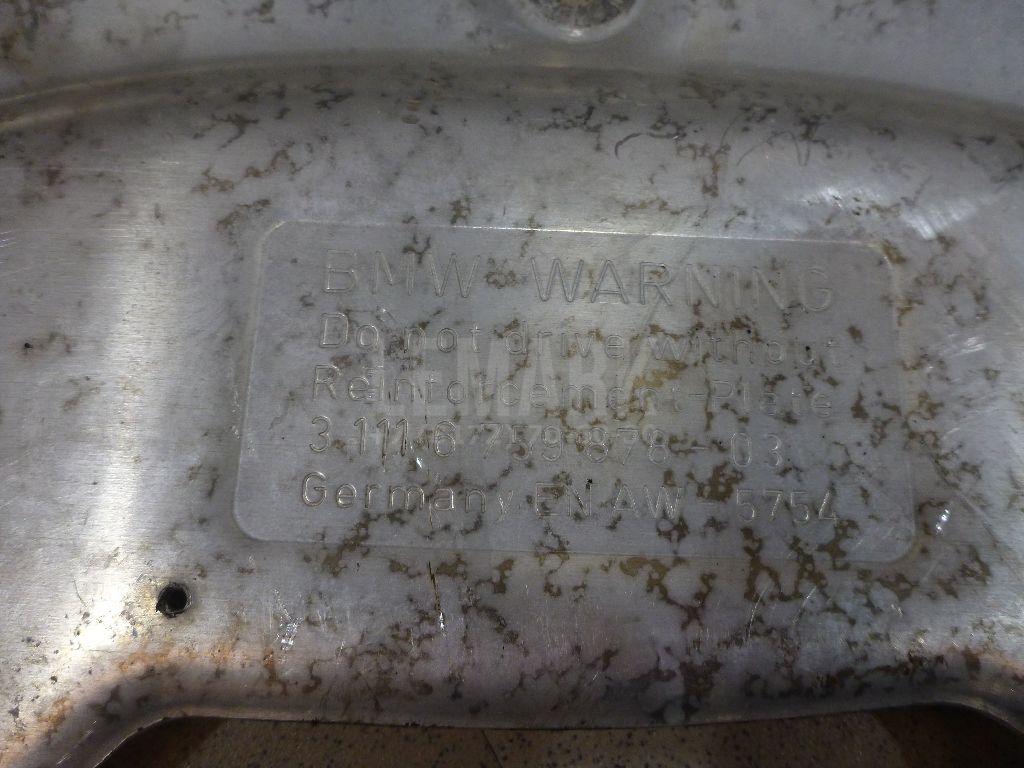 BMW WARNING
Do not drive without
Reinforcement-Plate
3 111 6 759 878 - 03
Germany EN AW - 5754